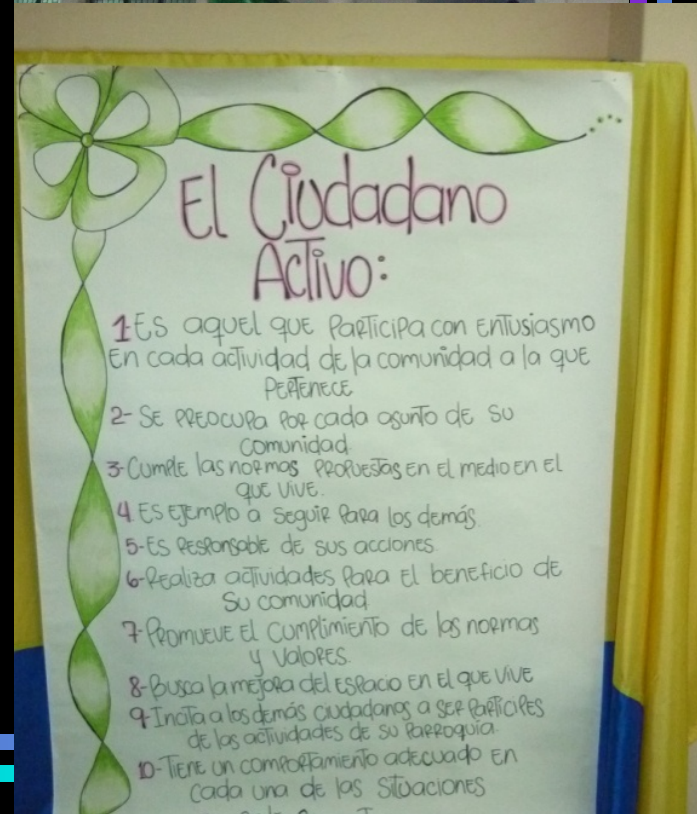 El Ciudadano
Activo:
1-Es aquel que participa con entusiasmo
En cada actividad de la comunidad a la que
pertenece
2-Se preocupa por cada asunto de su
comunidad.
3-Cumple las normas propuestas en el medio en el
que vive.
4 Es ejemplo a seguir para los demás.
5-Es responsable de sus acciones
6-Realiza actividades para el beneficio de
su comunidad
7-Promueve el cumplimiento de las normas
y valores.
8-Busca la mejora del espacio en el que vive
9-Incita a los demás ciudadanos a ser partícipes
de las actividades de su parroquia.
10-Tiene un comportamiento adecuado en
cada una de las situaciones